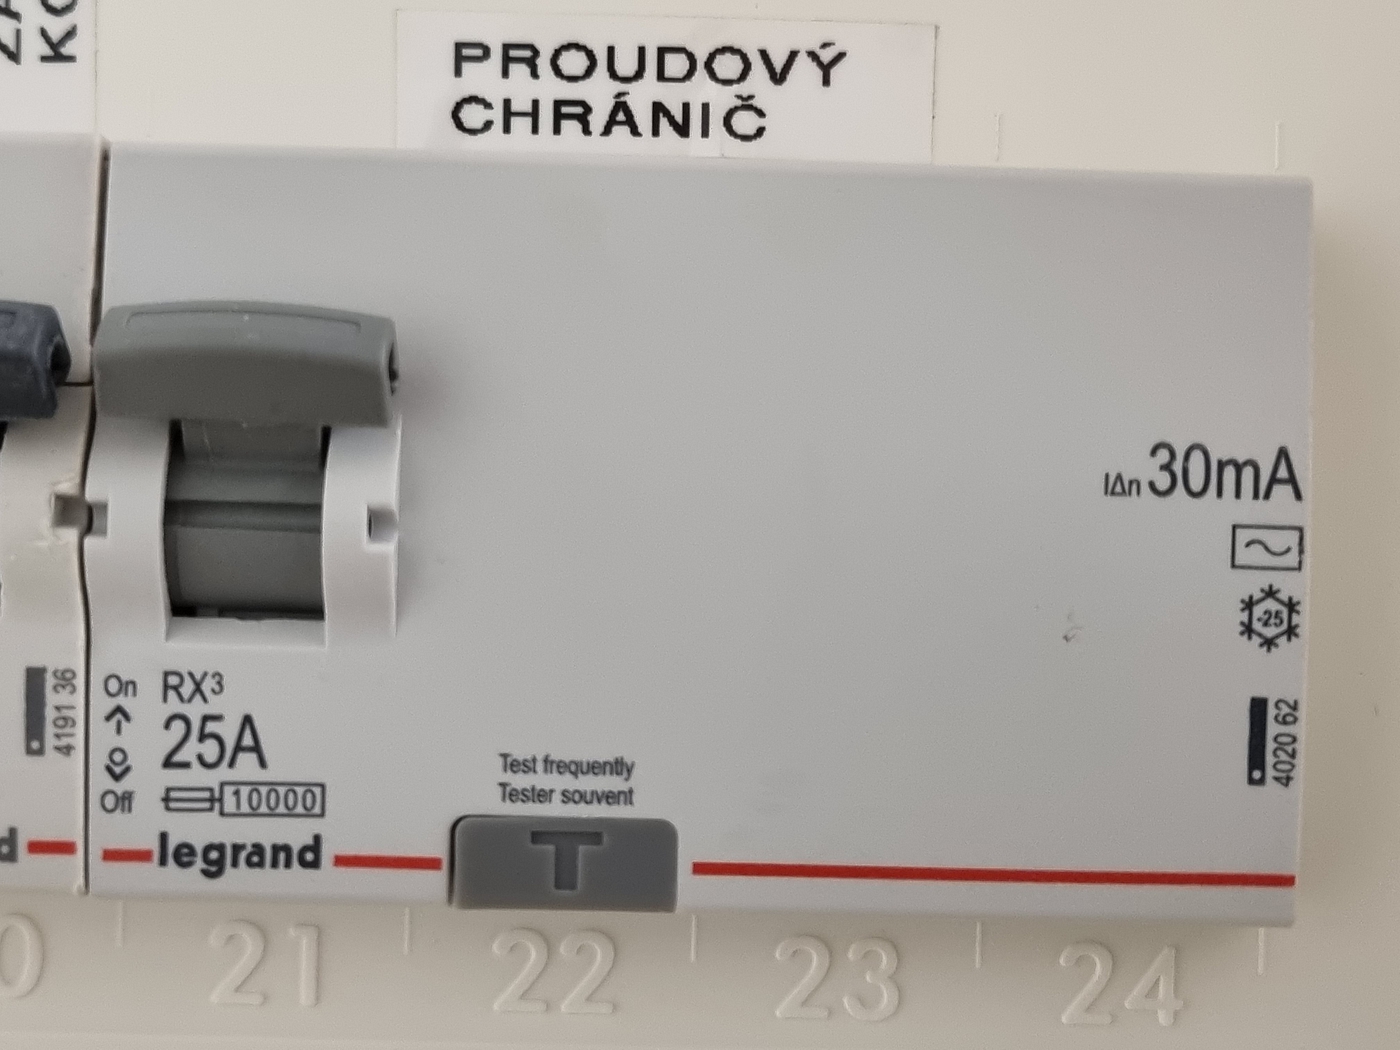 PROUDOVÝ
CHRÁNIČ
IΔn 30mA
-25
4191 36
On
RX³
25A
Off
10000
4020 62
Test frequently
Tester souvent
legrand
T
21
22
23
24